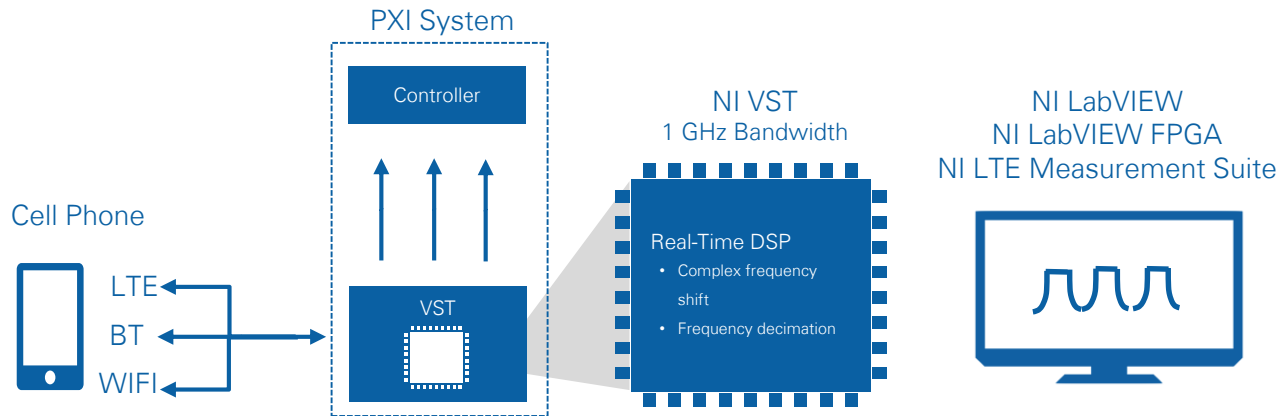 PXI System
Controller
VST
Cell Phone
LTE
BT
WIFI
NI VST
1 GHz Bandwidth
Real-Time DSP
• Complex frequency
shift
• Frequency decimation
NI LabVIEW
NI LabVIEW FPGA
NI LTE Measurement Suite